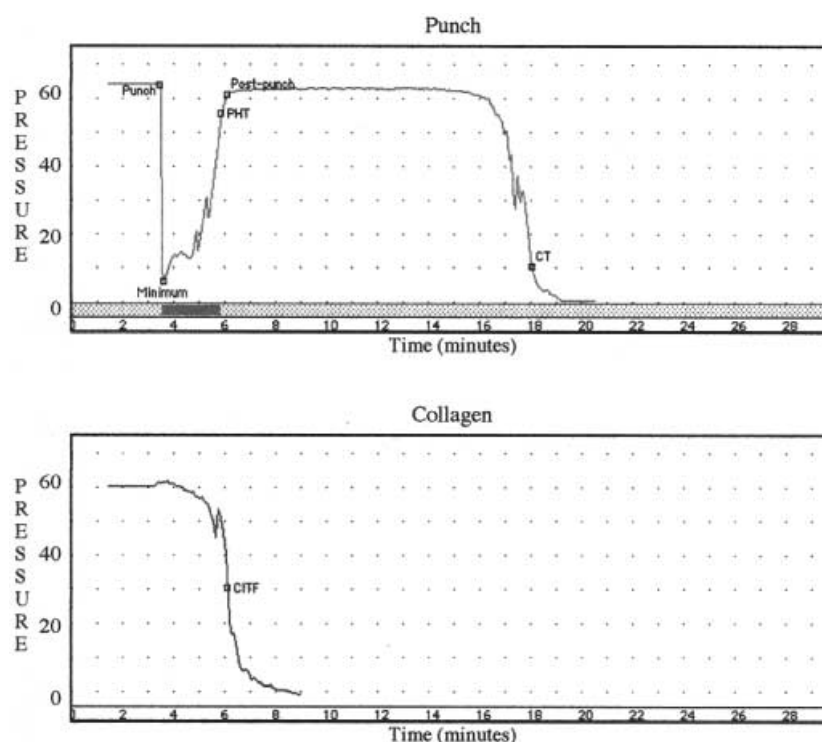 Punch
PRESSURE
60
40
20
0
Punch
Post-punch
PHT
Minimum
CT
2 4 6 8 10 12 14 16 18 20 22 24 26 28
Time (minutes)
Collagen
PRESSURE
60
40
20
0
CITF
2 4 6 8 10 12 14 16 18 20 22 24 26 28
Time (minutes)